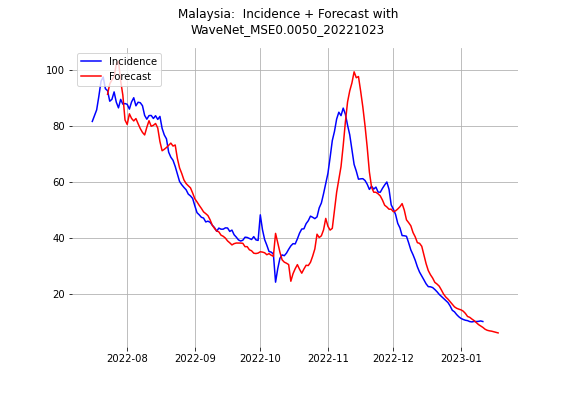 Malaysia:  Incidence + Forecast with
WaveNet_MSE0.0050_20221023
Incidence
Forecast
100
80
60
40
20
2022-08
2022-09
2022-10
2022-11
2022-12
2023-01